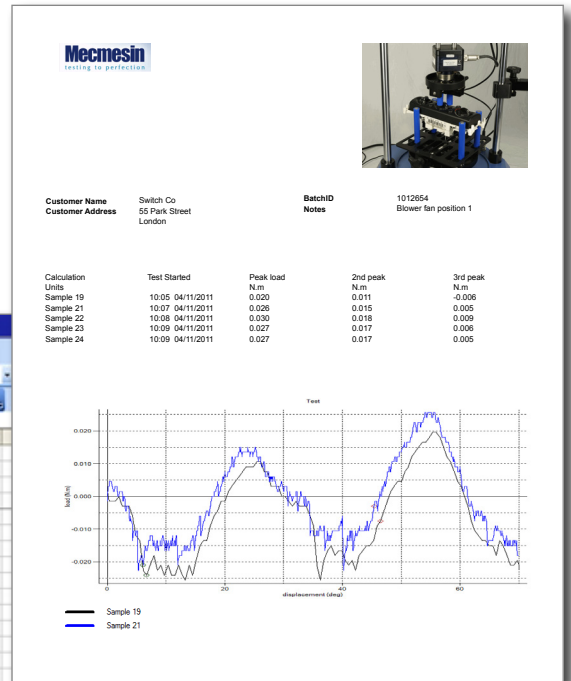 Mecmesin
testing to perfection
Customer Name Switch Co BatchID 1012654
Customer Address 55 Park Street Notes Blower fan position 1
London
Calculation Test Started Peak load 2nd peak 3rd peak
Units N.m N.m N.m
Sample 19 10:05 04/11/2011 0.020 0.011 -0.006
Sample 21 10:07 04/11/2011 0.026 0.015 0.005
Sample 22 10:08 04/11/2011 0.030 0.018 0.009
Sample 23 10:09 04/11/2011 0.027 0.017 0.006
Sample 24 10:09 04/11/2011 0.027 0.017 0.005
Test
0.020
0.010
0.000
-0.010
-0.020
load (N.m)
0 20 40 60
displacement (deg)
Sample 19
Sample 21